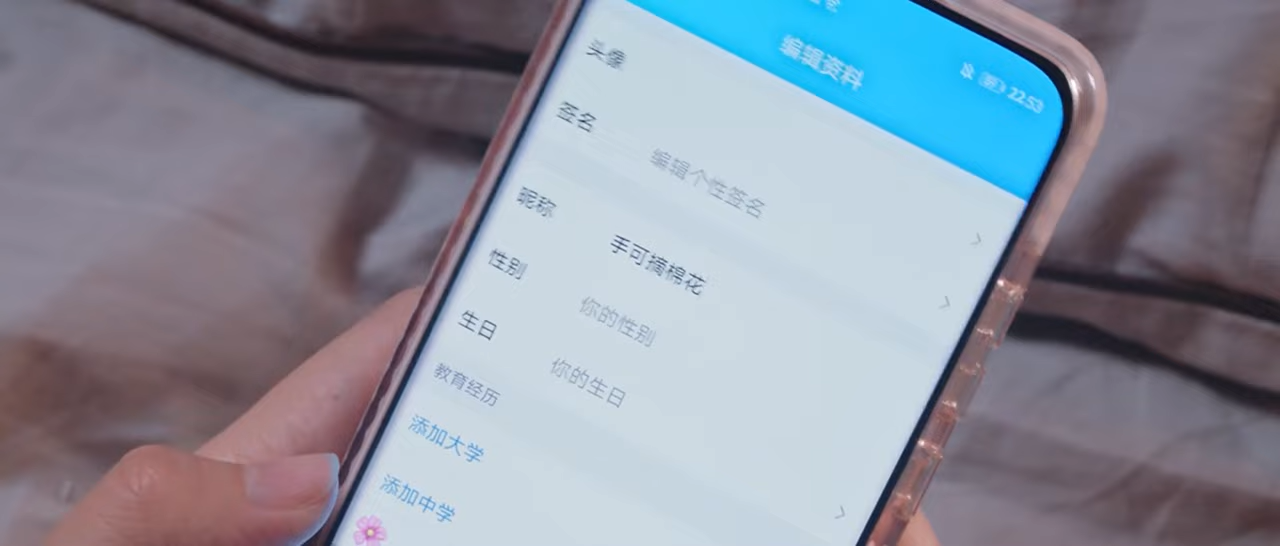 编辑资料
22:53
头像
签名
编辑个性签名
昵称
手可摘棉花
性别
你的性别
生日
你的生日
教育经历
添加大学
添加中学